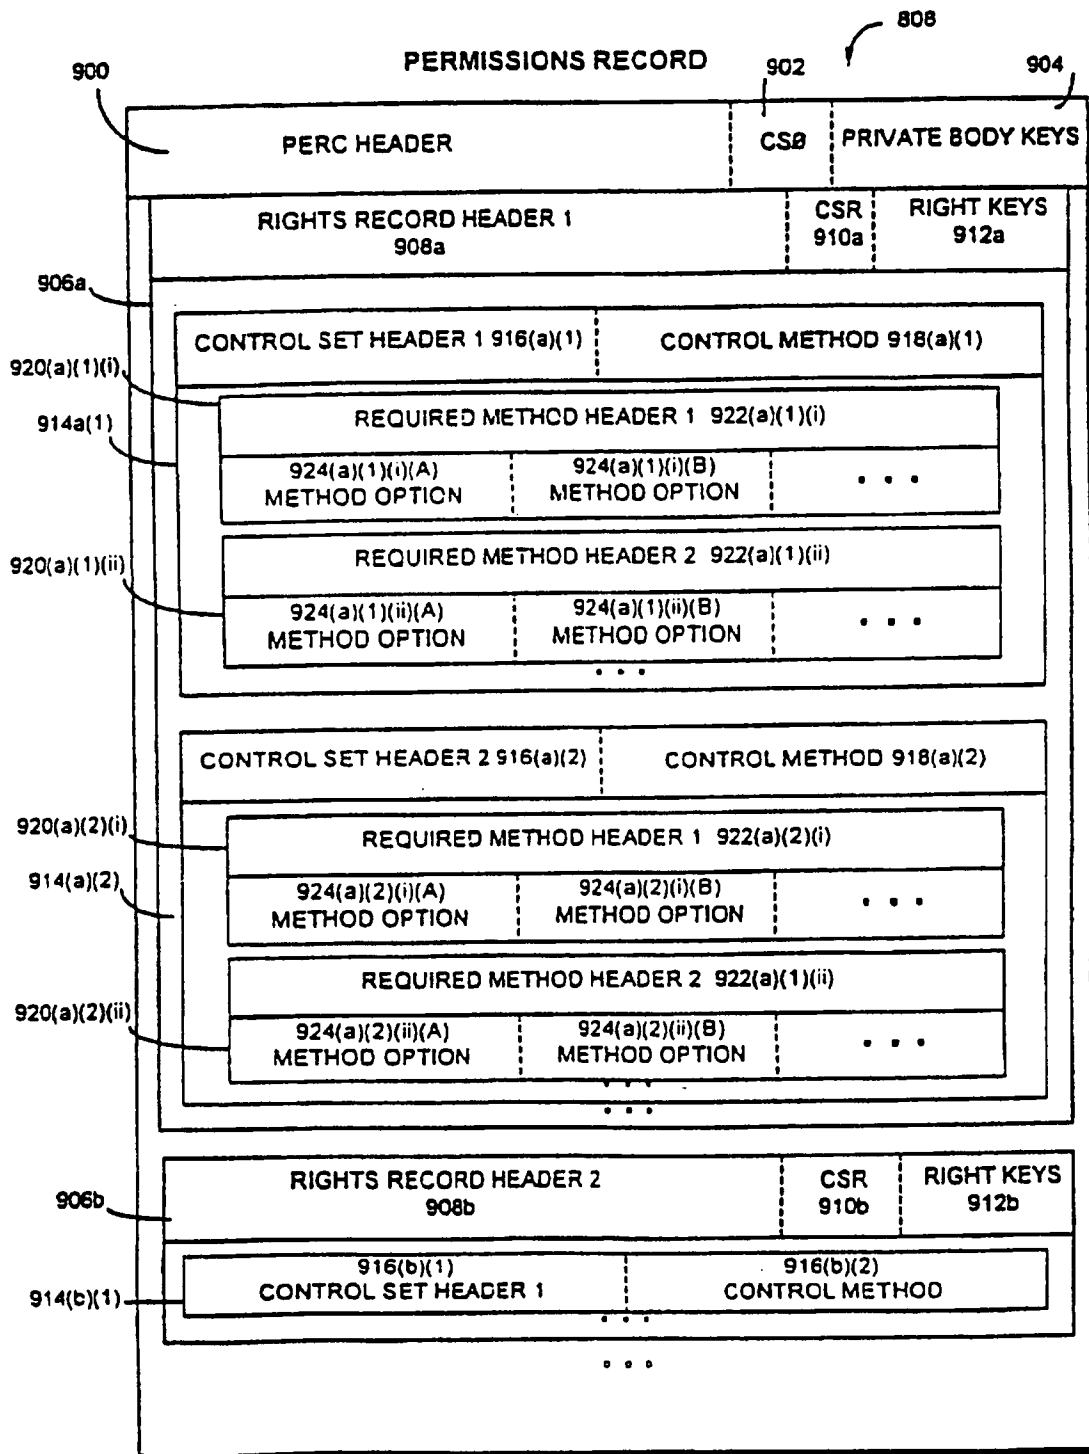 808
PERMISSIONS RECORD
900
902
904
PERC HEADER
CS0
PRIVATE BODY KEYS
RIGHTS RECORD HEADER 1
908a
CSR
910a
RIGHT KEYS
912a
906a
CONTROL SET HEADER 1 916(a)(1)
CONTROL METHOD 918(a)(1)
920(a)(1)(i)
REQUIRED METHOD HEADER 1 922(a)(1)(i)
914a(1)
924(a)(1)(i)(A)
METHOD OPTION
924(a)(1)(i)(B)
METHOD OPTION
...
REQUIRED METHOD HEADER 2 922(a)(1)(ii)
920(a)(1)(ii)
924(a)(1)(ii)(A)
METHOD OPTION
924(a)(1)(ii)(B)
METHOD OPTION
...
...
CONTROL SET HEADER 2 916(a)(2)
CONTROL METHOD 918(a)(2)
920(a)(2)(i)
REQUIRED METHOD HEADER 1 922(a)(2)(i)
914(a)(2)
924(a)(2)(i)(A)
METHOD OPTION
924(a)(2)(i)(B)
METHOD OPTION
...
REQUIRED METHOD HEADER 2 922(a)(1)(ii)
920(a)(2)(ii)
924(a)(2)(ii)(A)
METHOD OPTION
924(a)(2)(ii)(B)
METHOD OPTION
...
...
...
RIGHTS RECORD HEADER 2
908b
CSR
910b
RIGHT KEYS
912b
906b
916(b)(1)
CONTROL SET HEADER 1
916(b)(2)
CONTROL METHOD
914(b)(1)
...
...